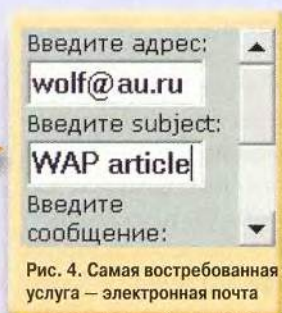 Введите адрес:
wolf@au.ru
Введите subject:
WAP article
Введите
сообщение:
Рис. 4. Самая востребованная
услуга — электронная почта